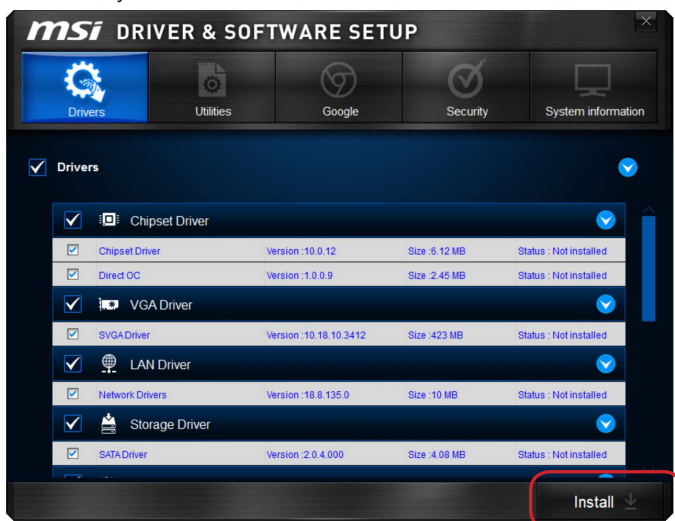 msi DRIVER & SOFTWARE SETUP
Drivers Utilities Google Security System information
Drivers
Chipset Driver
Chipset Driver Version :10.0.12 Size :6.12 MB Status : Not installed
Direct OC Version :1.0.0.9 Size :2.45 MB Status : Not installed
VGA Driver
SVGA Driver Version :10.18.10.3412 Size :423 MB Status : Not installed
LAN Driver
Network Drivers Version :18.8.135.0 Size :10 MB Status : Not installed
Storage Driver
SATA Driver Version :2.0.4.000 Size :4.08 MB Status : Not installed
Install